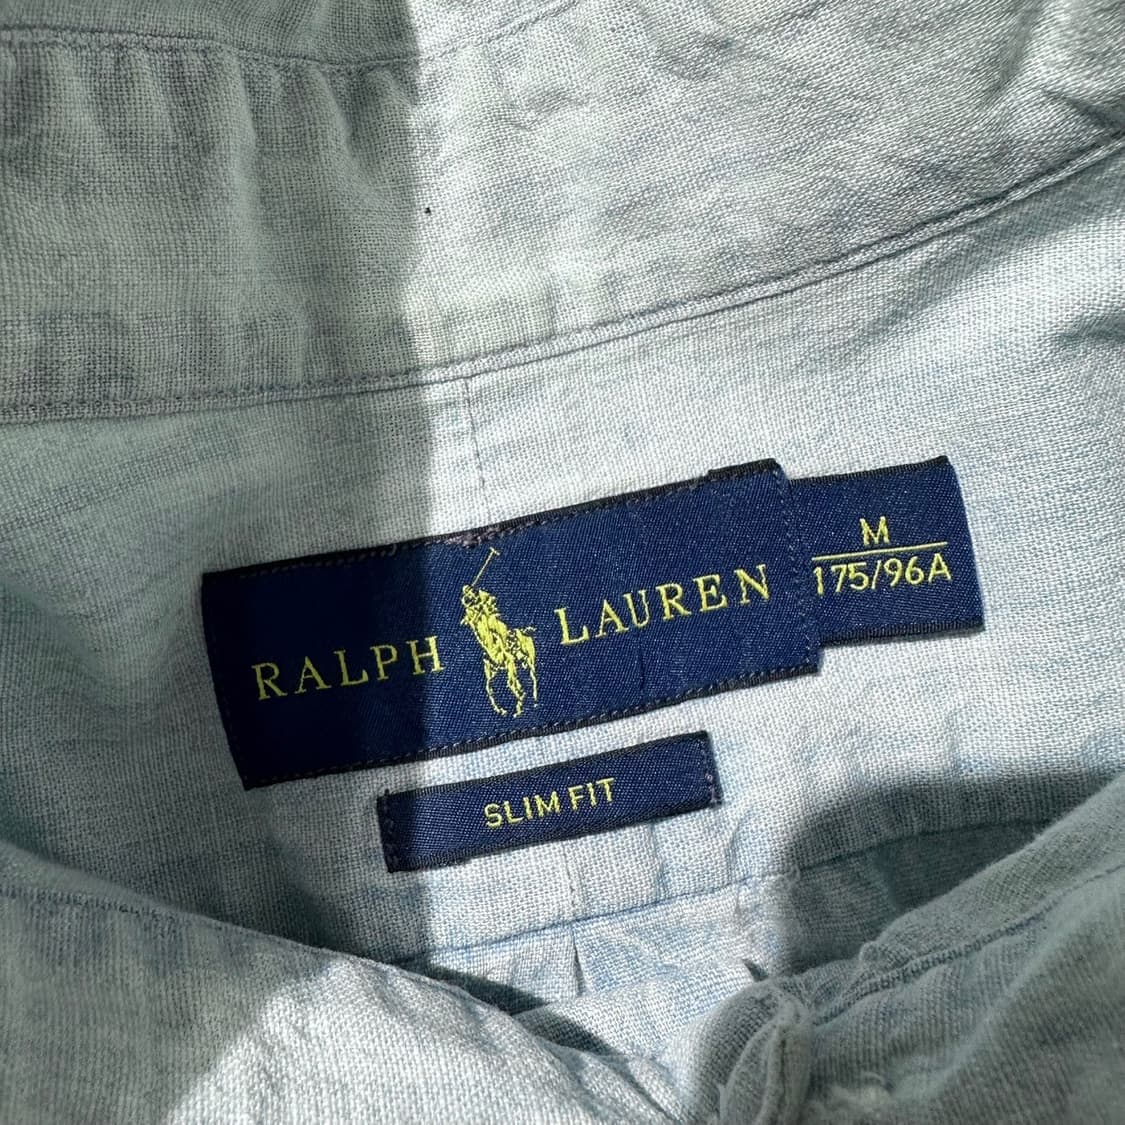 RALPH LAUREN
M
175/96A
SLIM FIT